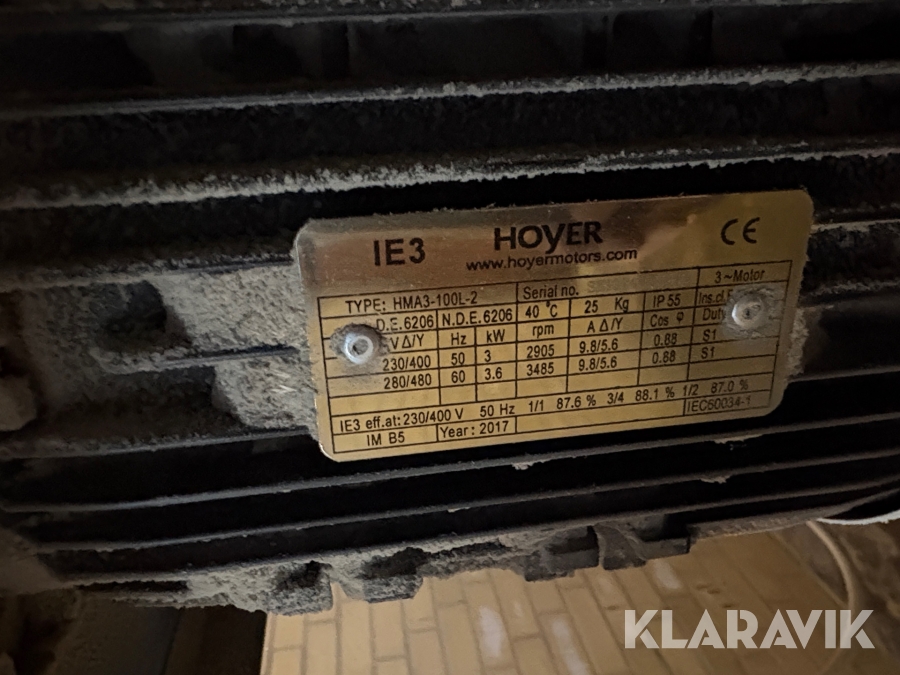 IE3 HOYER CE
www.hoyermotors.com
TYPE: HMA3-100L-2 Serial no. 3~Motor
D.E.6206 N.D.E.6206 40 °C 25 Kg IP 55 Ins.cl.
V Δ/Y Hz kW rpm A Δ/Y Cos φ Duty
230/400 50 3 2905 9.8/5.6 0.88 S1
280/480 60 3.6 3485 9.8/5.6 0.88 S1
IE3 eff.at: 230/400 V 50 Hz 1/1 87.6 % 3/4 88.1 % 1/2 87.0 %
IM B5 Year: 2017 IEC60034-1
KLARAVIK